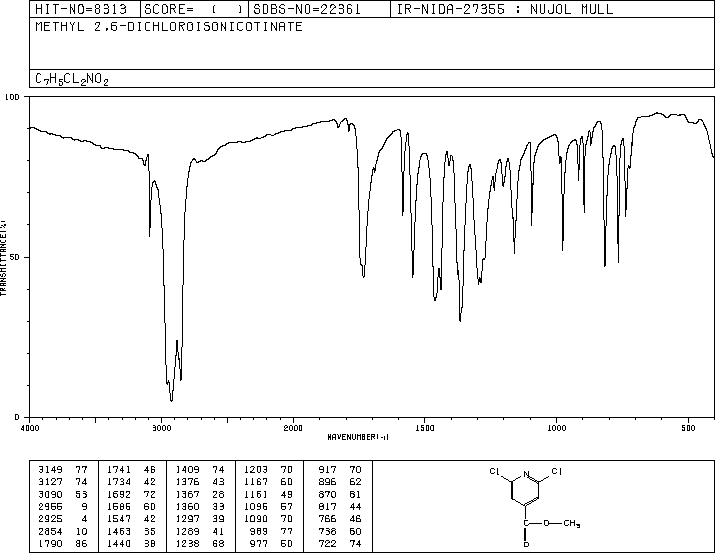 HIT-NO=8313 SCORE= ( ) SDBS-NO=22361 IR-NIDA-27355 : NUJOL MULL
METHYL 2,6-DICHLOROISONICOTINATE
C7H5CL2NO2
100
50
0
TRANSMITTANCE(%)
4000 3000 2000 1500 1000 500
WAVENUMBER(-1)
3149 77 1741 46 1409 74 1203 70 917 70
3127 74 1734 42 1376 43 1167 60 896 62
3090 53 1692 72 1367 28 1161 49 870 81
2955 9 1586 60 1360 33 1096 57 817 44
2925 4 1547 42 1297 39 1090 70 766 46
2854 10 1463 35 1289 41 989 77 738 60
1790 86 1440 38 1238 68 977 50 722 74
Cl N Cl
C—O—CH3
O